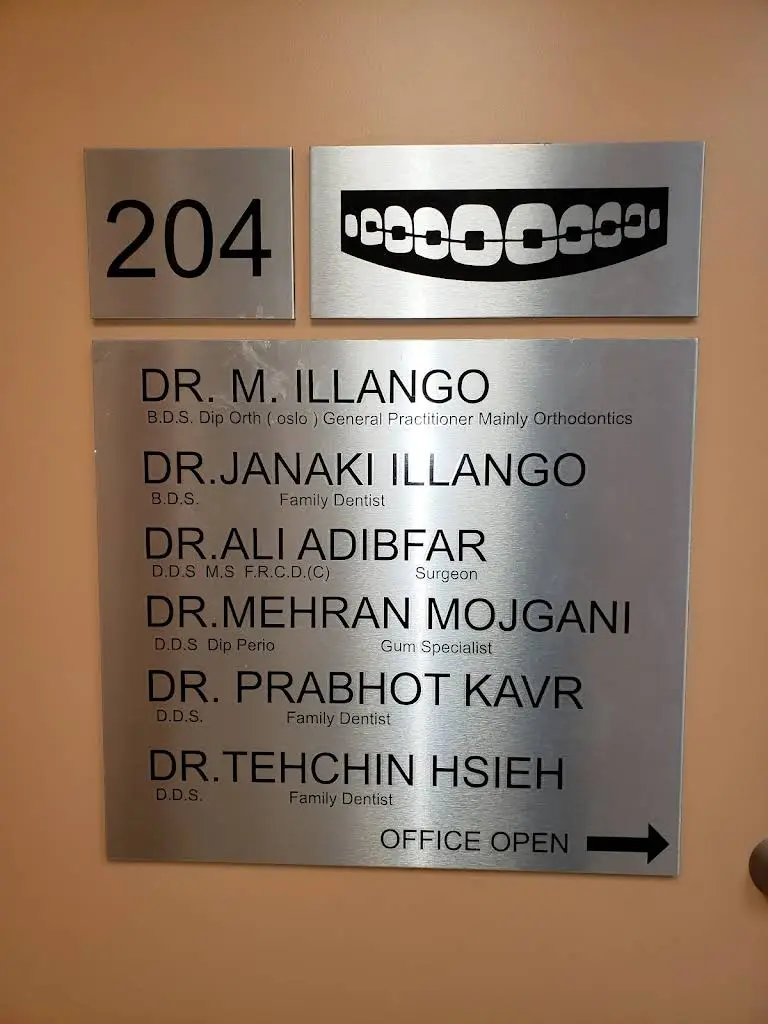 204
DR. M. ILLANGO
B.D.S. Dip Orth ( oslo ) General Practitioner Mainly Orthodontics
DR.JANAKI ILLANGO
B.D.S. Family Dentist
DR.ALI ADIBFAR
D.D.S M.S F.R.C.D.(C) Surgeon
DR.MEHRAN MOJGANI
D.D.S Dip Perio Gum Specialist
DR. PRABHOT KAVR
D.D.S. Family Dentist
DR.TEHCHIN HSIEH
D.D.S. Family Dentist
OFFICE OPEN